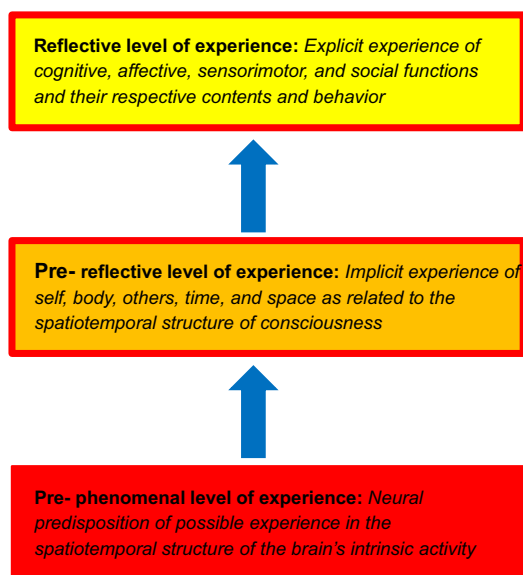 Reflective level of experience: Explicit experience of
cognitive, affective, sensorimotor, and social functions
and their respective contents and behavior
Pre- reflective level of experience: Implicit experience of
self, body, others, time, and space as related to the
spatiotemporal structure of consciousness
Pre- phenomenal level of experience: Neural
predisposition of possible experience in the
spatiotemporal structure of the brain's intrinsic activity